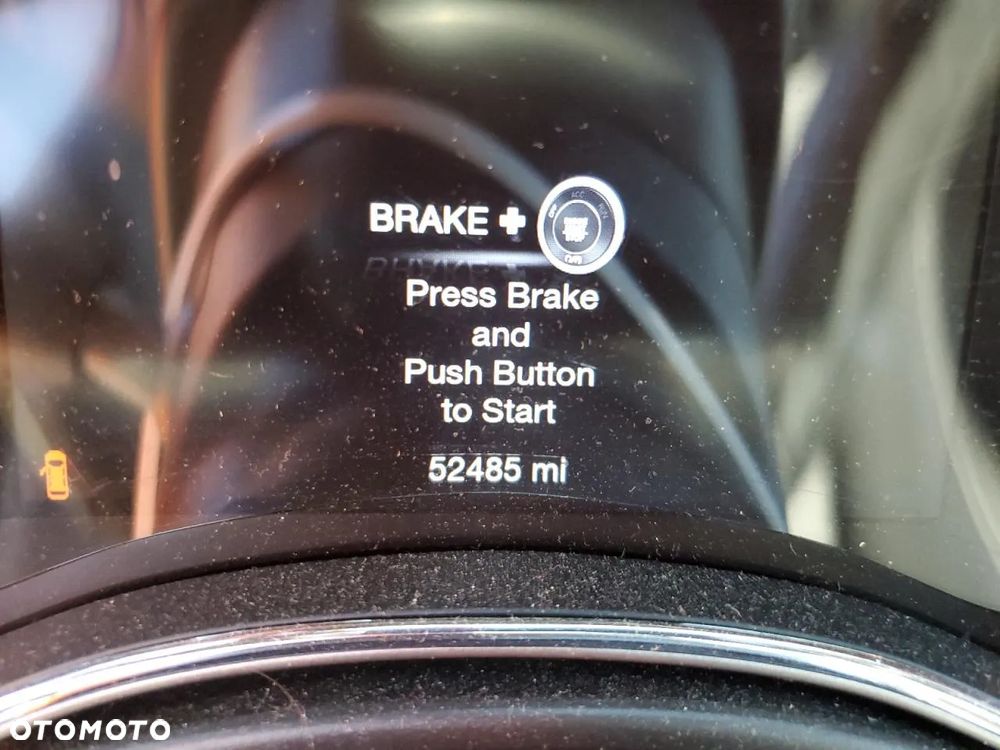 BRAKE +
Press Brake
and
Push Button
to Start
52485 mi
OTOMOTO